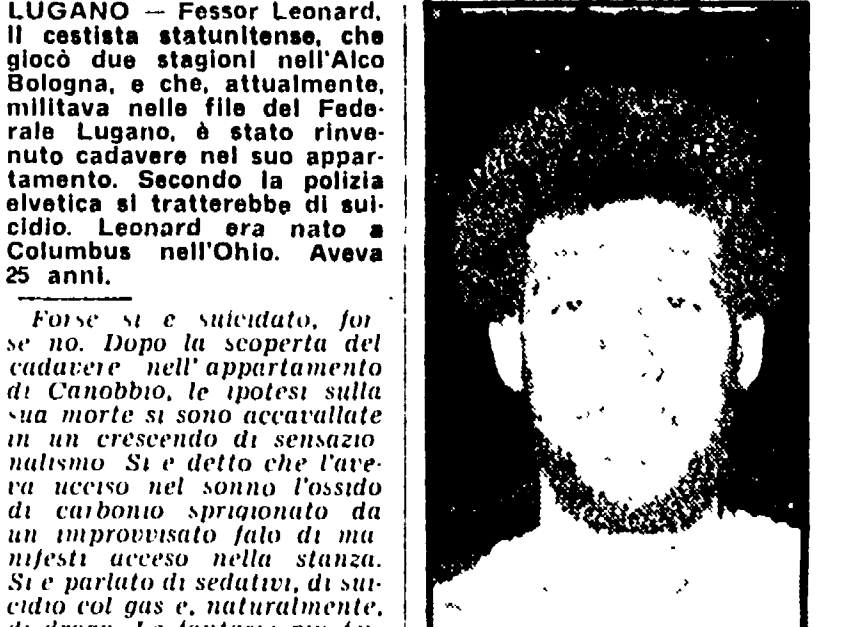 LUGANO — Fessor Leonard,
il cestista statunitense, che
giocò due stagioni nell'Alco
Bologna, e che, attualmente,
militava nelle file del Fede-
rale Lugano, è stato rinve-
nuto cadavere nel suo appar-
tamento. Secondo la polizia
elvetica si tratterebbe di sui-
cidio. Leonard era nato a
Columbus nell'Ohio. Aveva
25 anni.
Forse si è suicidato, for
se no. Dopo la scoperta del
cadavere nell'appartamento
di Canobbio, le ipotesi sulla
sua morte si sono accavallate
in un crescendo di sensazio
nalismo Si è detto che l'ave-
va ucciso nel sonno l'ossido
di carbonio sprigionato da
un improvvisato falò di ma
nifesti acceso nella stanza.
Si è parlato di sedativi, di sui-
cidio col gas e, naturalmente,